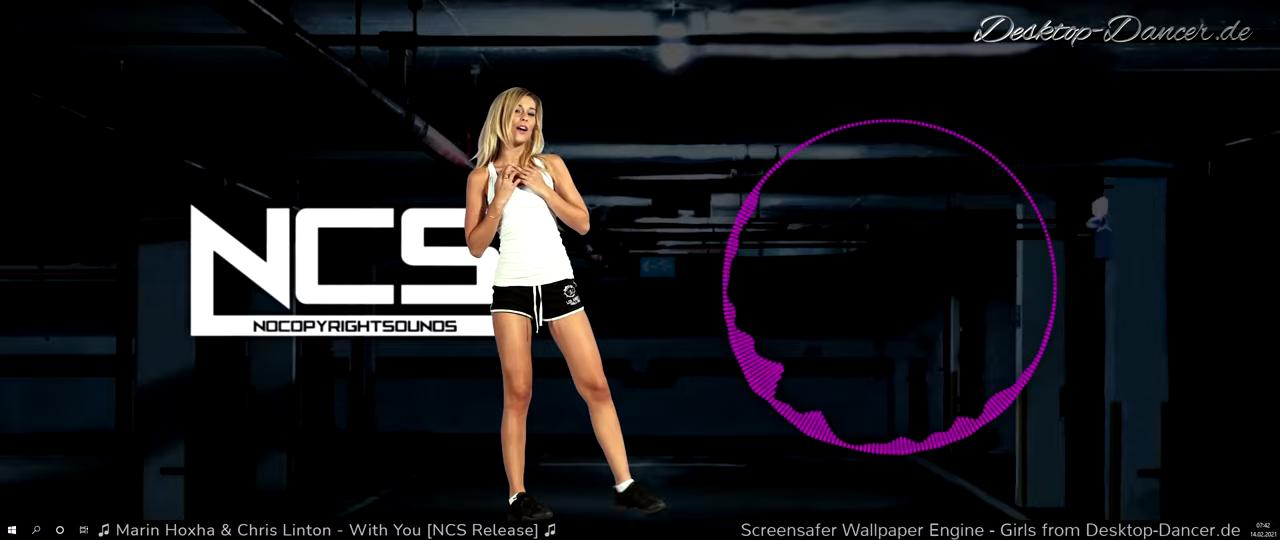 Desktop-Dancer.de
NCS
NOCOPYRIGHTSOUNDS
♫ Marin Hoxha & Chris Linton - With You [NCS Release] ♫
Screensafer Wallpaper Engine - Girls from Desktop-Dancer.de
07:42
14.02.2021